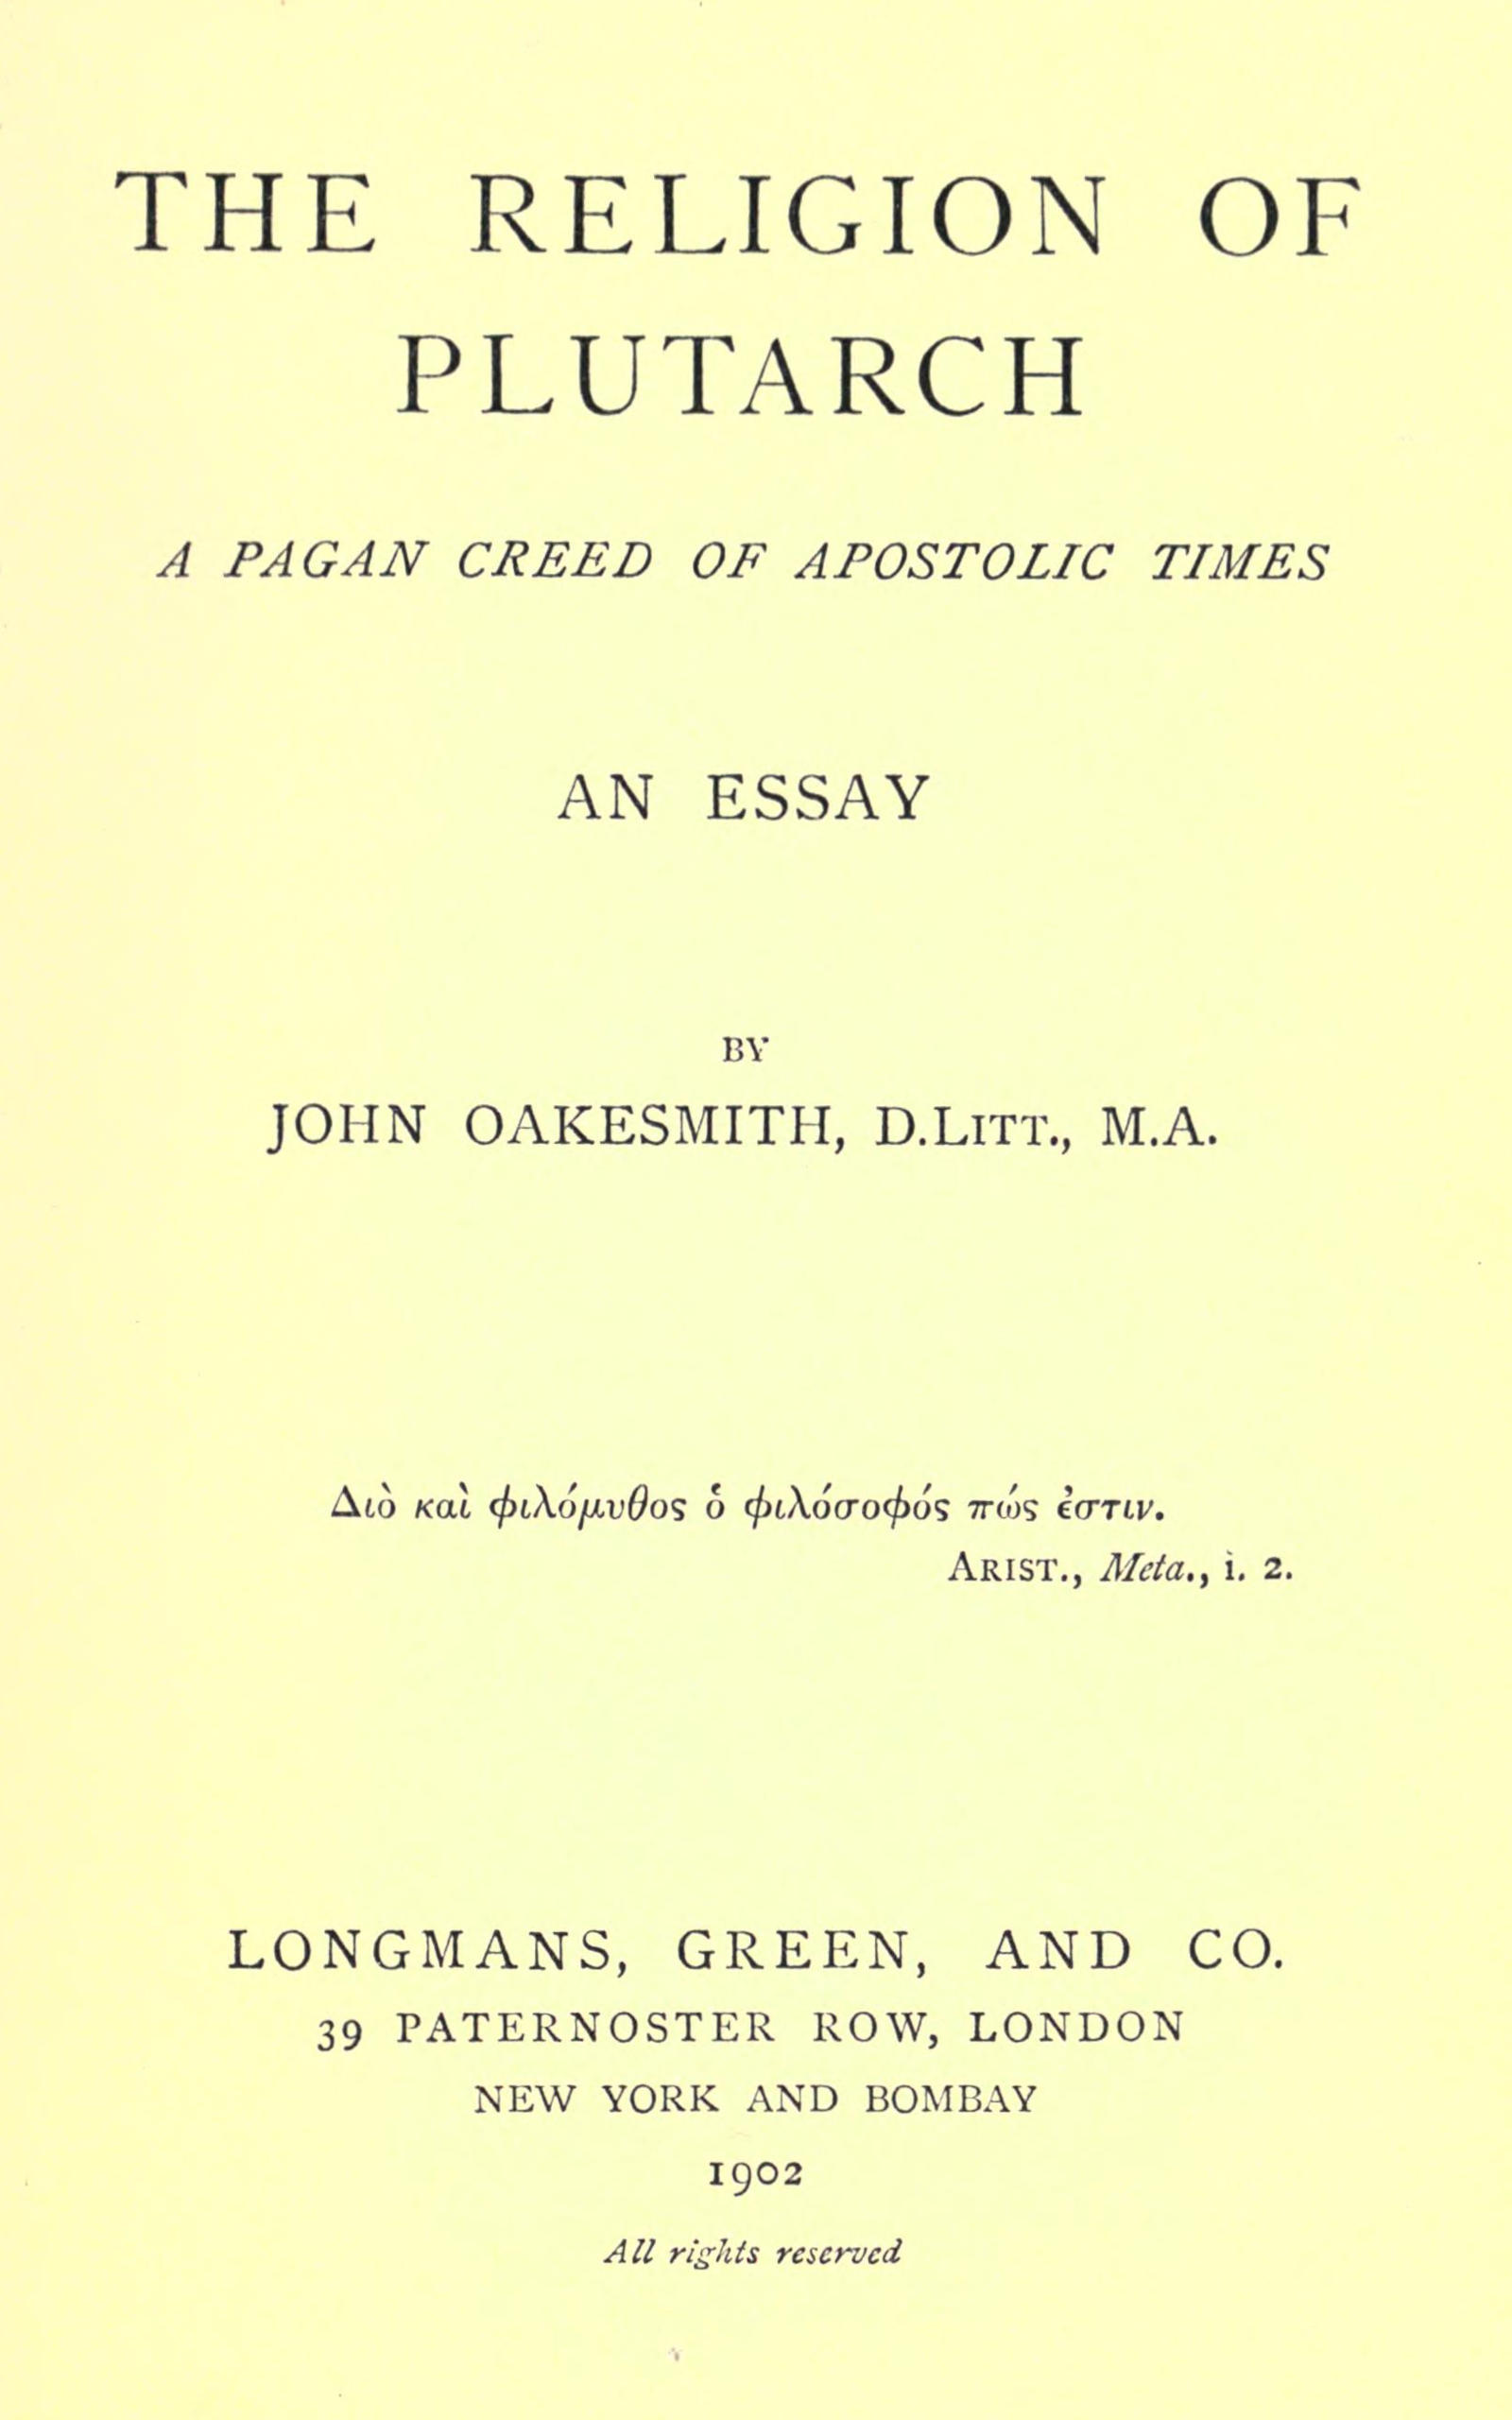 THE RELIGION OF
PLUTARCH
A PAGAN CREED OF APOSTOLIC TIMES
AN ESSAY
BY
JOHN OAKESMITH, D.LITT., M.A.
Διὸ καὶ φιλόμυθος ὁ φιλόσοφός πώς ἐστιν.
ARIST., Meta., i. 2.
LONGMANS, GREEN, AND CO.
39 PATERNOSTER ROW, LONDON
NEW YORK AND BOMBAY
1902
All rights reserved